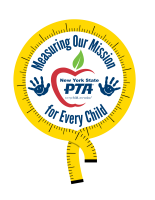 Measuring Our Mission
New York State
PTA
for Every Child